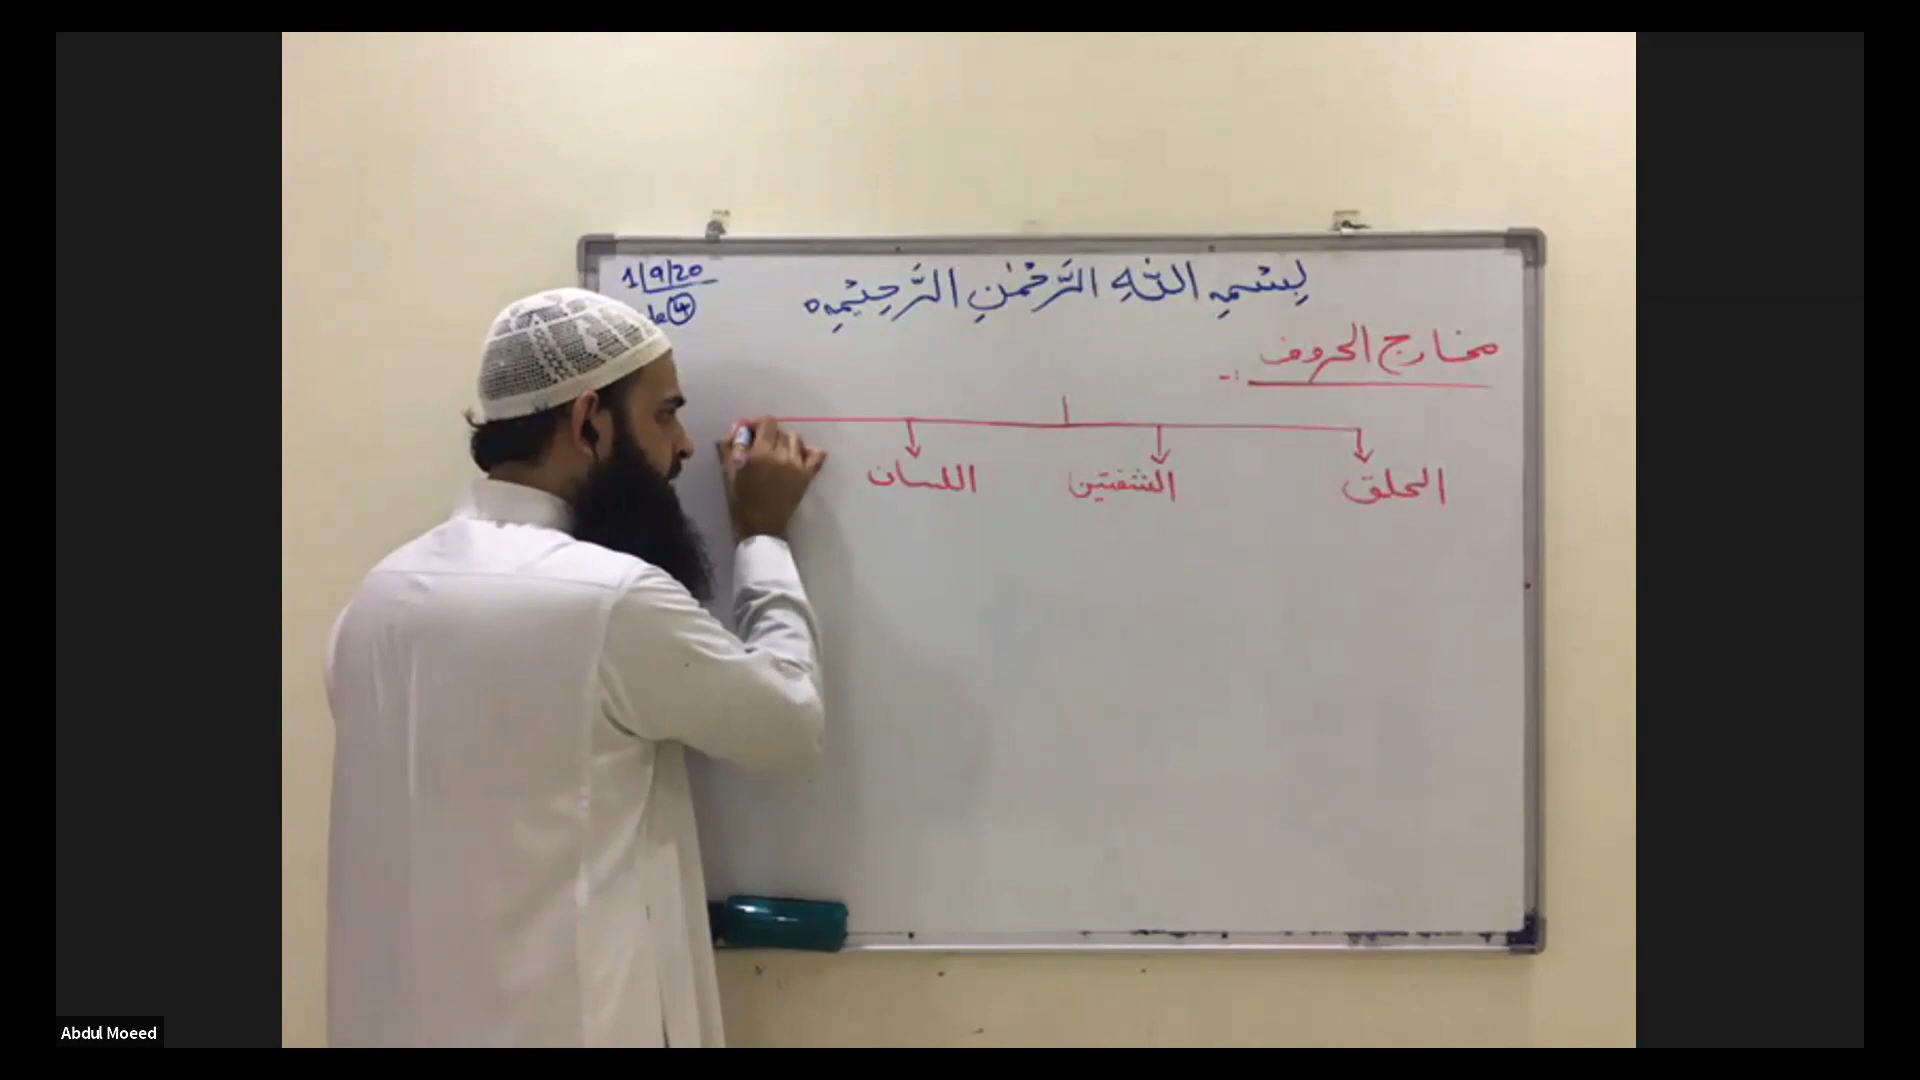 1/9/20
بِسْمِ اللّٰهِ الرَّحْمٰنِ الرَّحِيْمِ
مخارج الحروف :-
الحلق الشفتين اللسان
Abdul Moeed